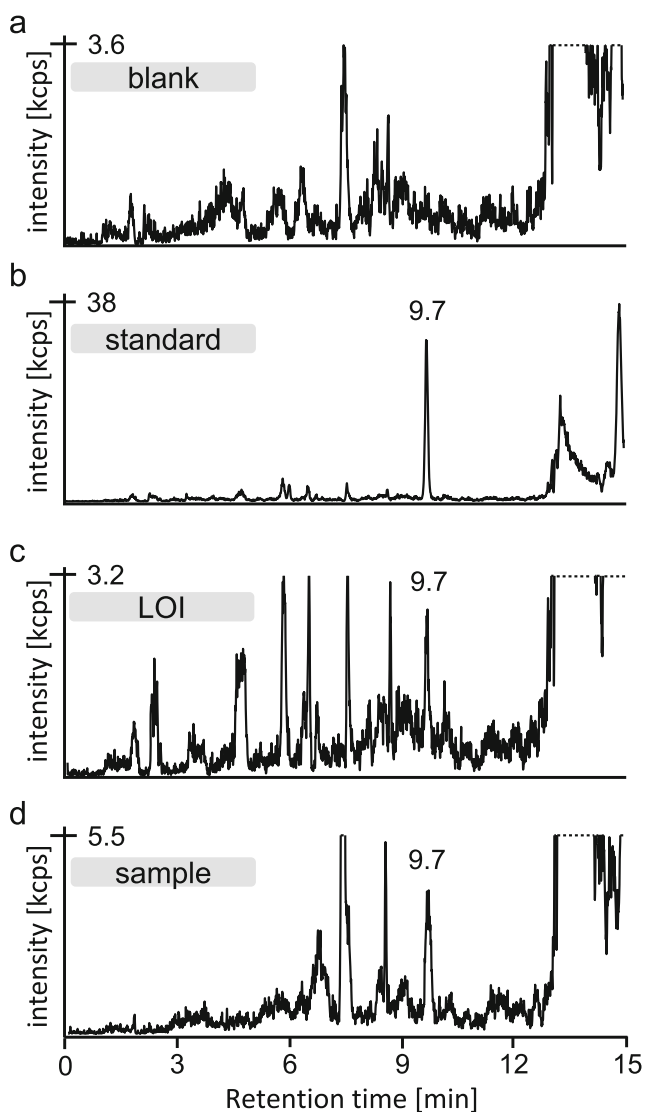 a
3.6
blank
intensity [kcps]
b
38
standard
9.7
intensity [kcps]
c
3.2
LOI
9.7
intensity [kcps]
d
5.5
sample
9.7
intensity [kcps]
0 3 6 9 12 15
Retention time [min]